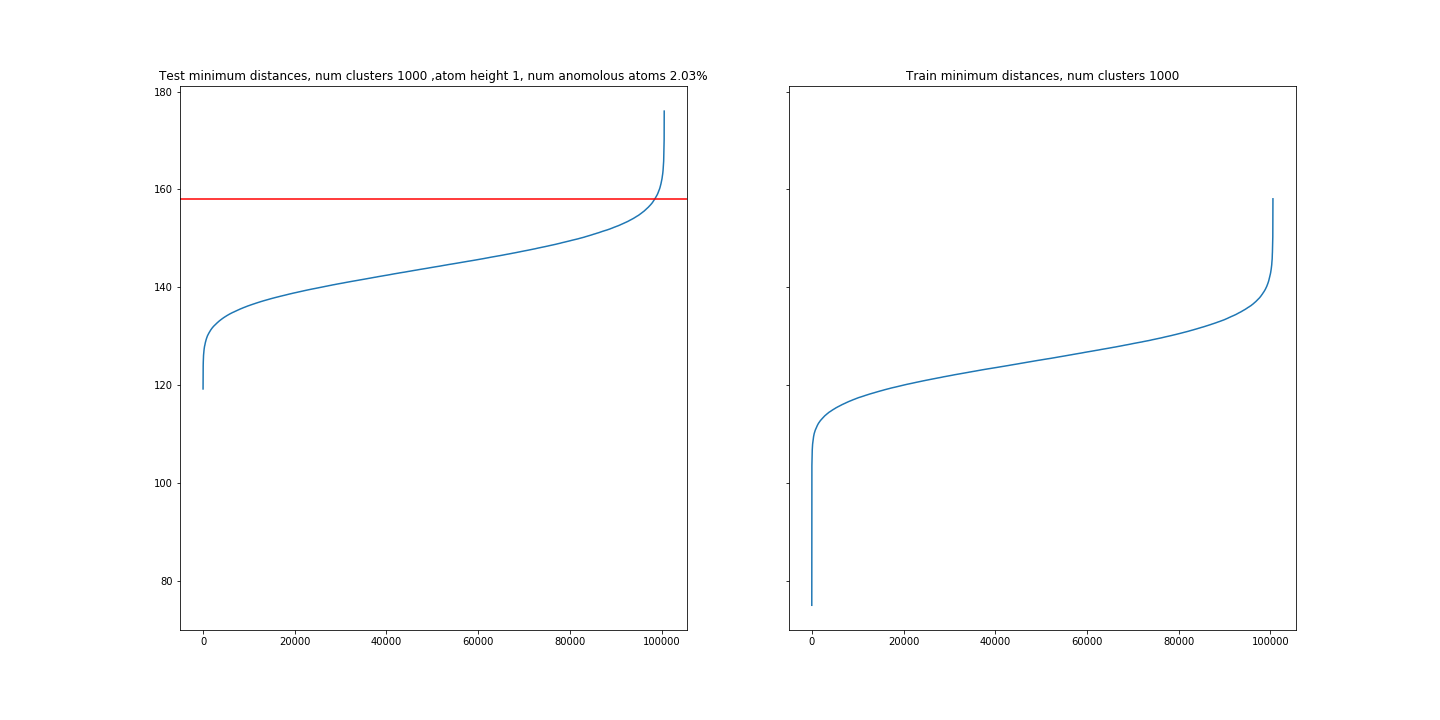 Test minimum distances, num clusters 1000 ,atom height 1, num anomolous atoms 2.03%
180
160
140
120
100
80
0 20000 40000 60000 80000 100000
Train minimum distances, num clusters 1000
0 20000 40000 60000 80000 100000